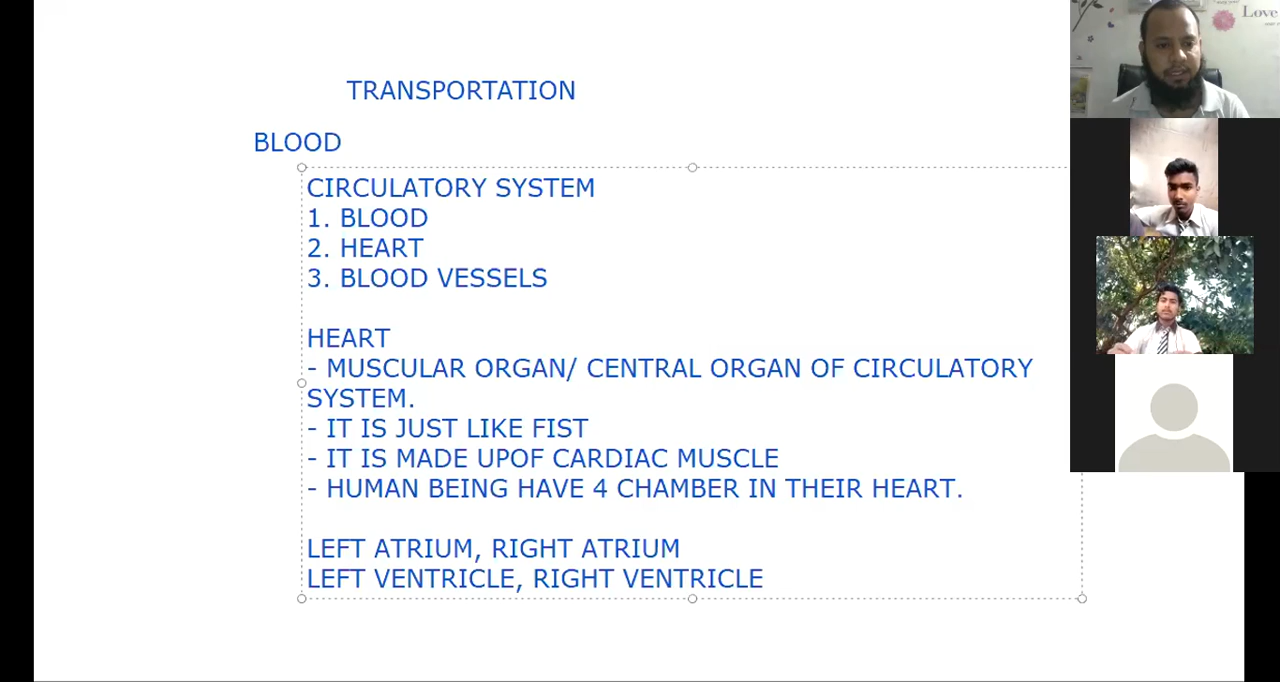 TRANSPORTATION
BLOOD
CIRCULATORY SYSTEM
1. BLOOD
2. HEART
3. BLOOD VESSELS
HEART
- MUSCULAR ORGAN/ CENTRAL ORGAN OF CIRCULATORY
SYSTEM.
- IT IS JUST LIKE FIST
- IT IS MADE UPOF CARDIAC MUSCLE
- HUMAN BEING HAVE 4 CHAMBER IN THEIR HEART.
LEFT ATRIUM, RIGHT ATRIUM
LEFT VENTRICLE, RIGHT VENTRICLE
Love